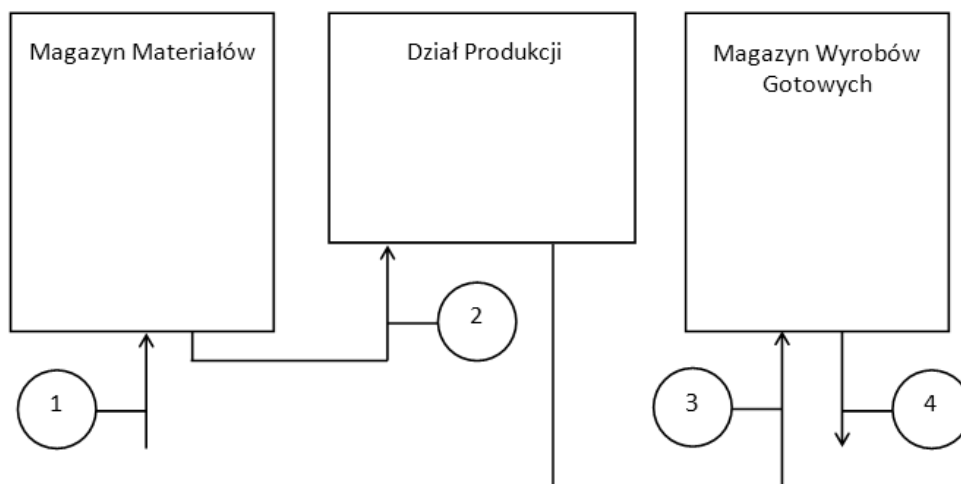 Magazyn Materiałów
Dział Produkcji
Magazyn Wyrobów
Gotowych
1
2
3
4